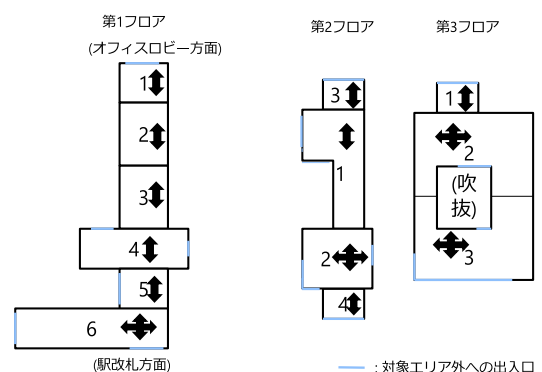 第1フロア
(オフィスロビー方面)
1
2
3
4
5
6
(駅改札方面)
第2フロア
3
1
2
4
第3フロア
1
2
(吹
抜)
3
: 対象エリア外への出入口